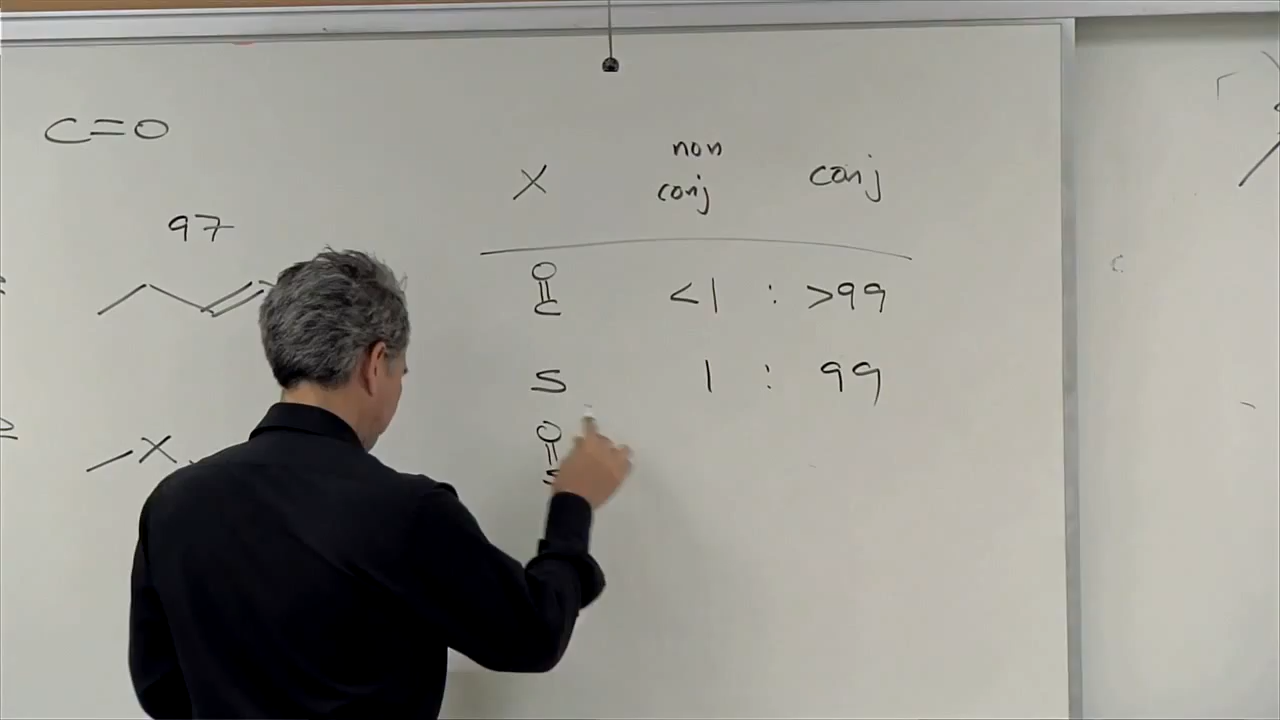 C=O
97
X
X non conj conj
O
||
C <1 : >99
S 1 : 99
O
||
S